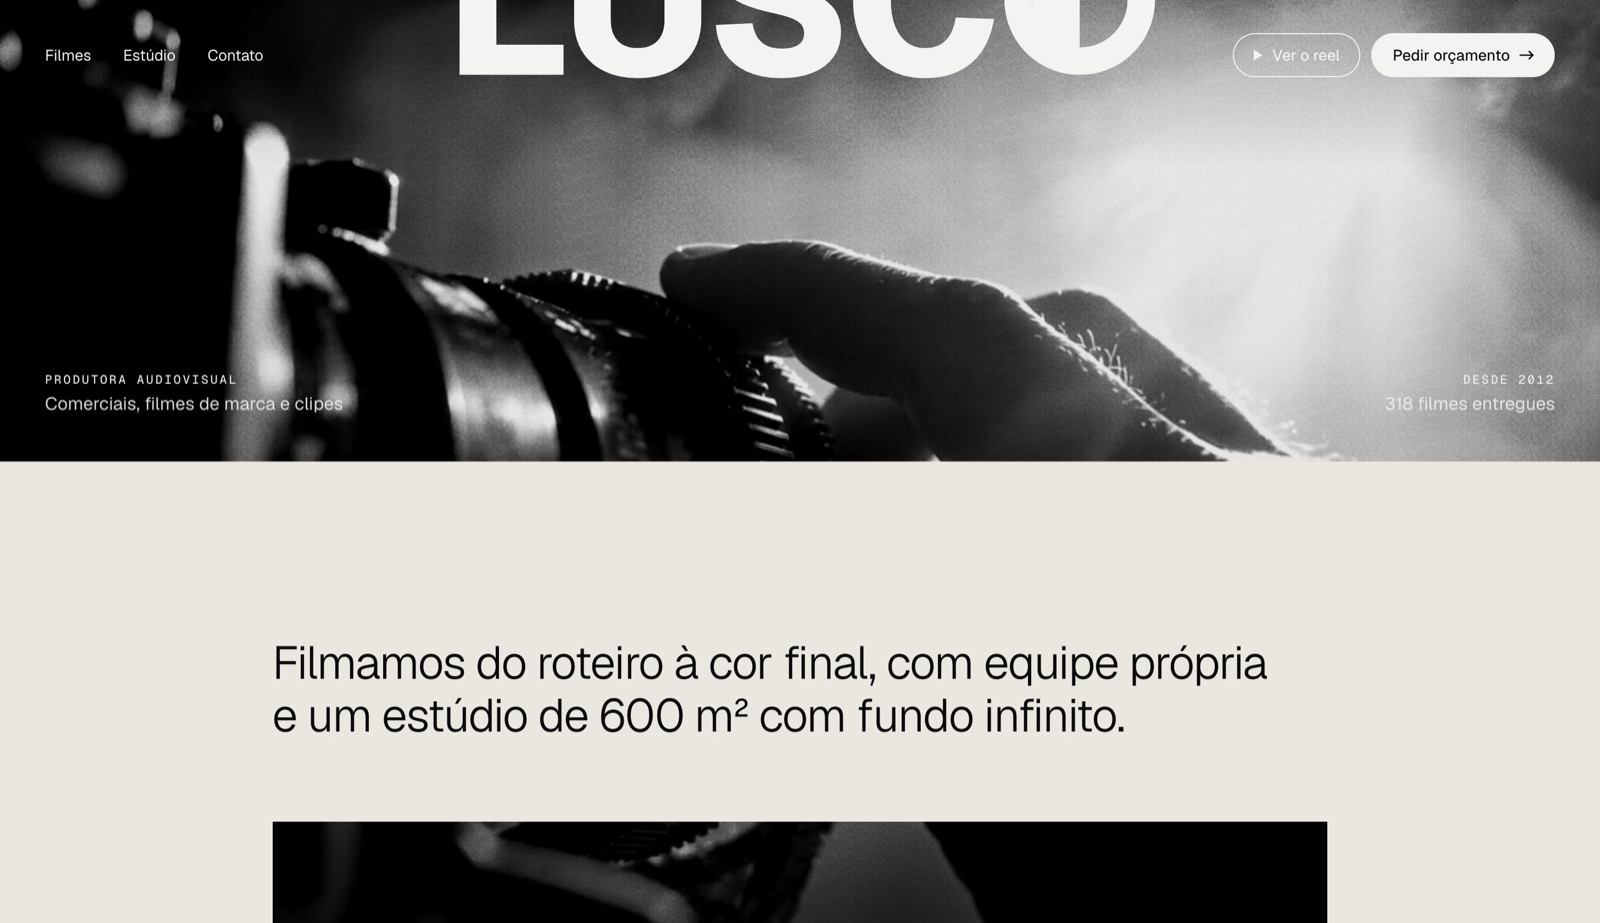 LUSCO
Filmes
Estúdio
Contato
Ver o reel
Pedir orçamento
PRODUTORA AUDIOVISUAL
Comerciais, filmes de marca e clipes
DESDE 2012
318 filmes entregues
Filmamos do roteiro à cor final, com equipe própria
e um estúdio de 600 m² com fundo infinito.